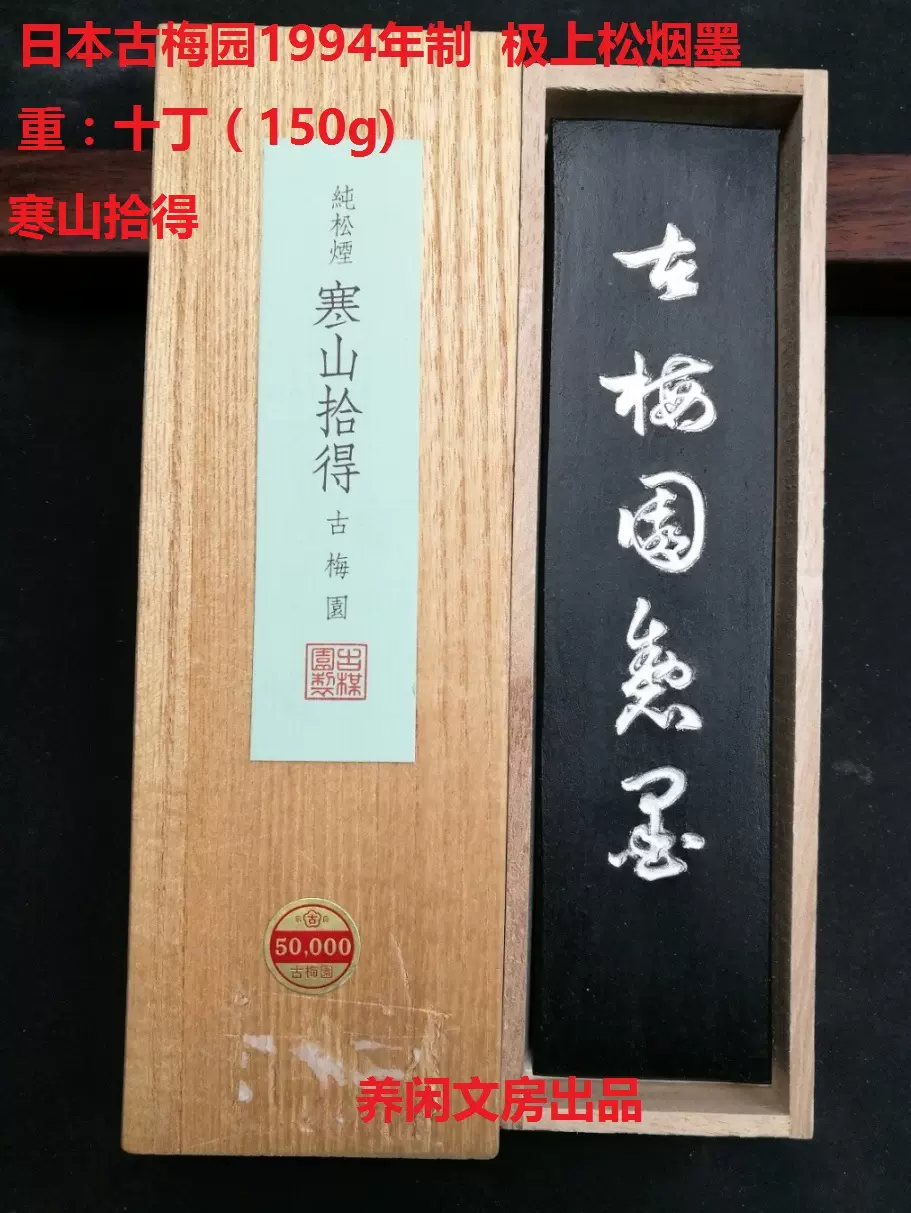 日本古梅园1994年制 极上松烟墨
重：十丁（150g)
寒山拾得
純松煙
寒山拾得
古梅園
古楳
園製
古
50,000
古梅園
古梅園墨
养闲文房出品